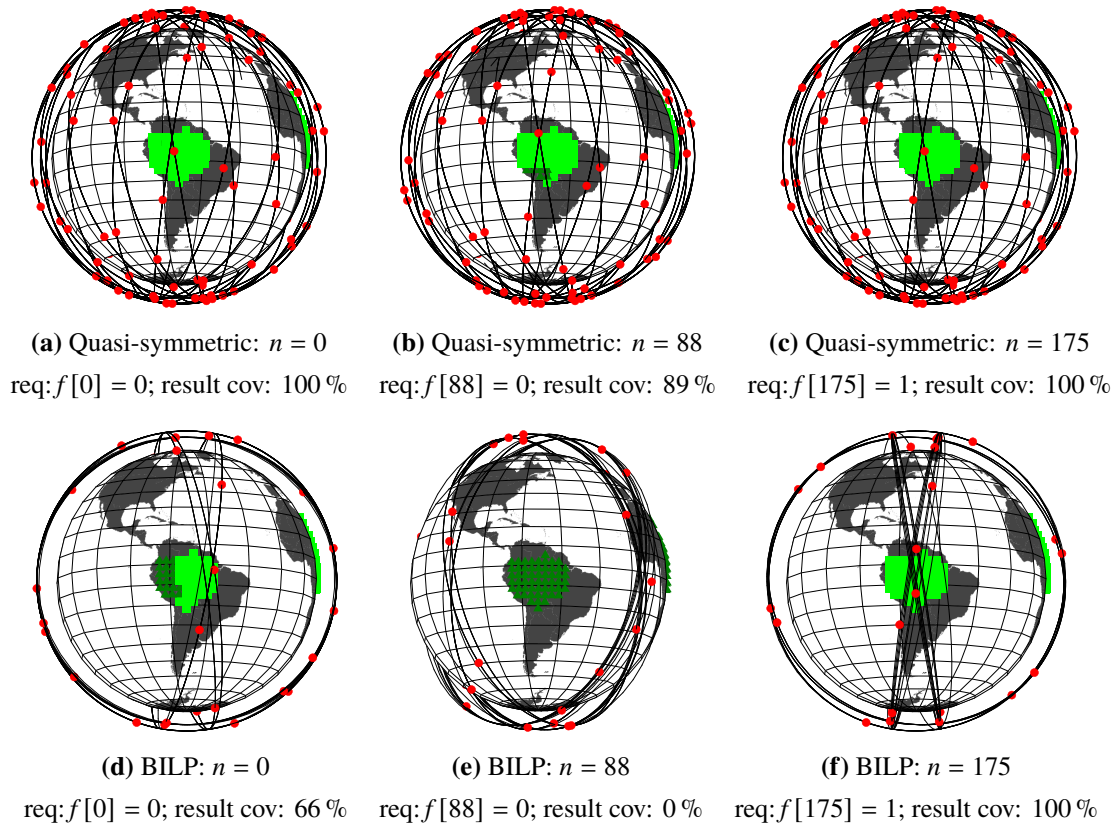 (a) Quasi-symmetric: n = 0
req: f[0] = 0; result cov: 100 %
(b) Quasi-symmetric: n = 88
req: f[88] = 0; result cov: 89 %
(c) Quasi-symmetric: n = 175
req: f[175] = 1; result cov: 100 %
(d) BILP: n = 0
req: f[0] = 0; result cov: 66 %
(e) BILP: n = 88
req: f[88] = 0; result cov: 0 %
(f) BILP: n = 175
req: f[175] = 1; result cov: 100 %